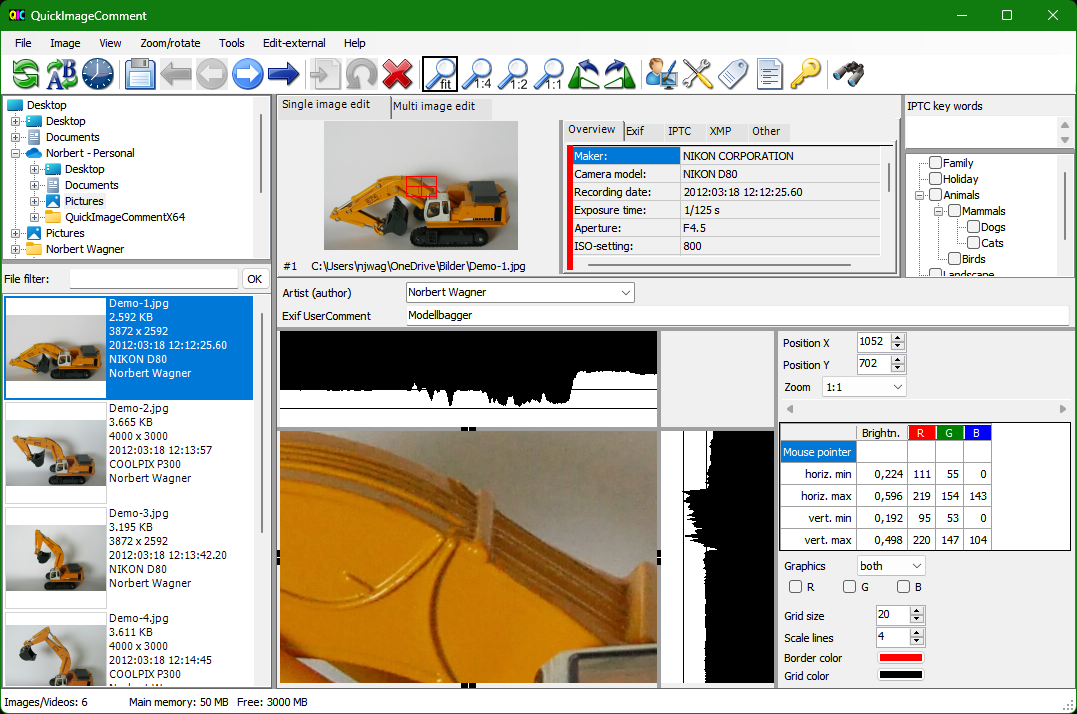 QIC QuickImageComment
File Image View Zoom/rotate Tools Edit-external Help
A B fit 1:4 1:2 1:1
Desktop
Desktop
Documents
Norbert - Personal
Desktop
Documents
Pictures
QuickImageCommentX64
Pictures
Norbert Wagner
File filter: OK
Demo-1.jpg
2.592 KB
3872 x 2592
2012:03:18 12:12:25.60
NIKON D80
Norbert Wagner
Demo-2.jpg
3.665 KB
4000 x 3000
2012:03:18 12:13:57
COOLPIX P300
Norbert Wagner
Demo-3.jpg
3.195 KB
3872 x 2592
2012:03:18 12:13:42.20
NIKON D80
Norbert Wagner
Demo-4.jpg
3.611 KB
4000 x 3000
2012:03:18 12:14:45
COOLPIX P300
Single image edit Multi image edit
#1 C:\Users\njwag\OneDrive\Bilder\Demo-1.jpg
Overview Exif IPTC XMP Other
Maker: NIKON CORPORATION
Camera model: NIKON D80
Recording date: 2012:03:18 12:12:25.60
Exposure time: 1/125 s
Aperture: F4.5
ISO-setting: 800
IPTC key words
Family
Holiday
Animals
Mammals
Dogs
Cats
Birds
Landscape
Artist (author) Norbert Wagner
Exif UserComment Modellbagger
Position X 1052
Position Y 702
Zoom 1:1
Brightn. R G B
Mouse pointer
horiz. min 0,224 111 55 0
horiz. max 0,596 219 154 143
vert. min 0,192 95 53 0
vert. max 0,498 220 147 104
Graphics both
R G B
Grid size 20
Scale lines 4
Border color
Grid color
Images/Videos: 6 Main memory: 50 MB Free: 3000 MB